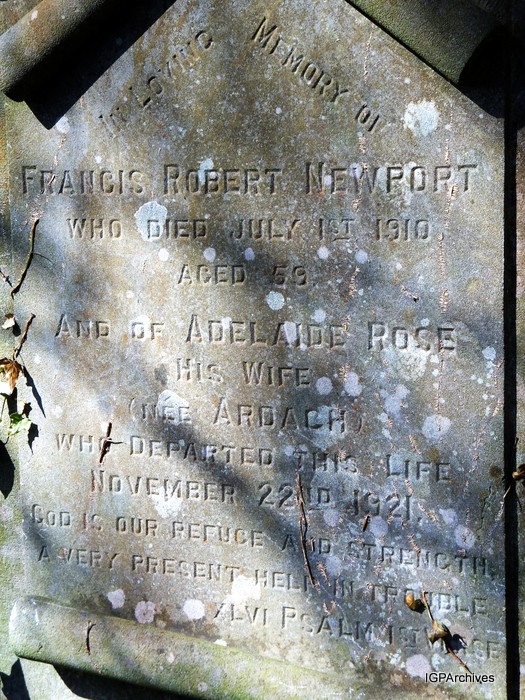 In Loving Memory of
Francis Robert Newport
who died July 1st 1910.
Aged 59.
And of Adelaide Rose
His Wife
(née Ardagh)
who Departed this Life
November 22nd 1921.
God is our refuge and strength,
a very present help in trouble.
XLVI Psalm 1st Verse
IGPArchives